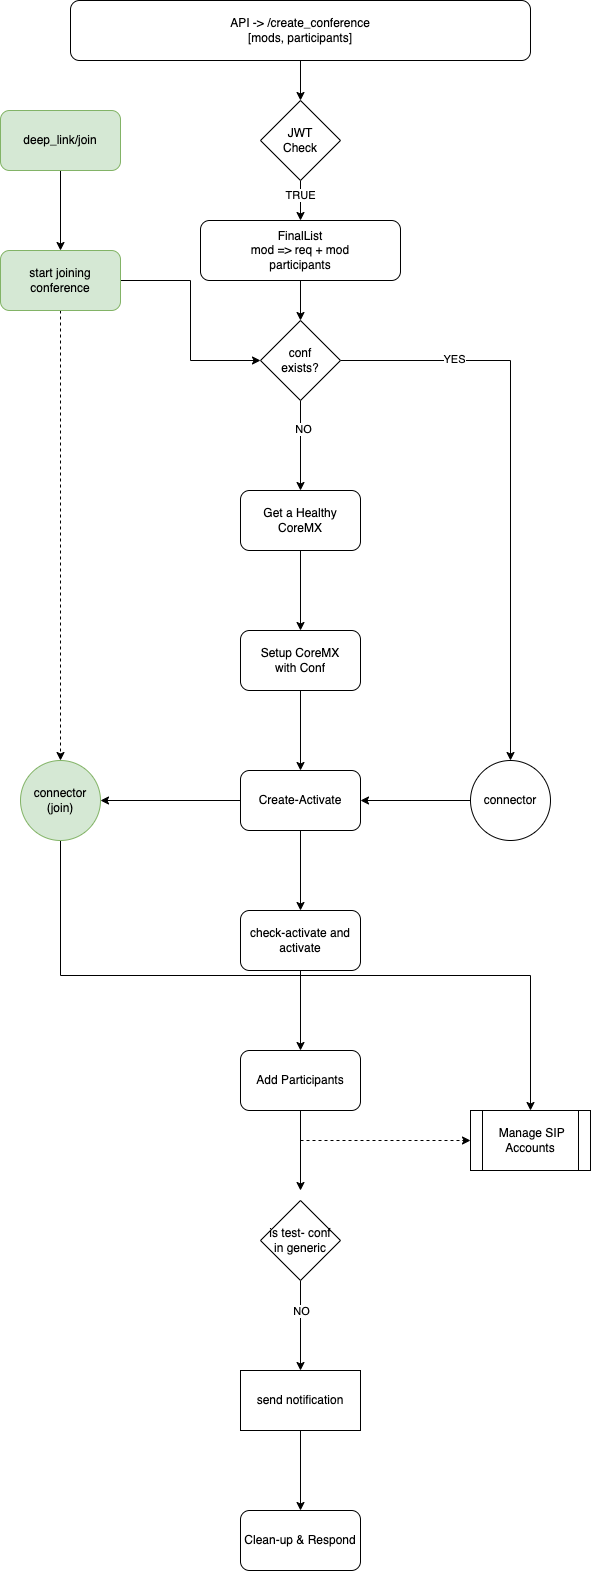 API -> /create_conference
[mods, participants]
JWT
Check
deep_link/join
TRUE
FinalList
mod => req + mod
participants
start joining
conference
conf
exists?
YES
NO
Get a Healthy
CoreMX
Setup CoreMX
with Conf
connector
(join)
Create-Activate
connector
check-activate and
activate
Add Participants
Manage SIP
Accounts
is test- conf
in generic
NO
send notification
Clean-up & Respond